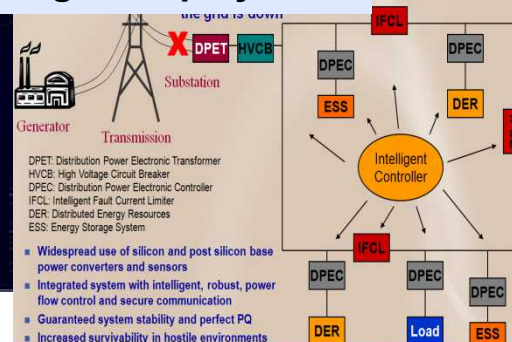 the grid is down
IFCL
DPET
HVCB
DPEC
DPEC
Substation
ESS
DER
Generator
Transmission
Intelligent
Controller
DPET: Distribution Power Electronic Transformer
HVCB: High Voltage Circuit Breaker
DPEC: Distribution Power Electronic Controller
IFCL: Intelligent Fault Current Limiter
DER: Distributed Energy Resources
ESS: Energy Storage System
IFCL
Widespread use of silicon and post silicon base
power converters and sensors
Integrated system with intelligent, robust, power
flow control and secure communication
Guaranteed system stability and perfect PQ
Increased survivability in hostile environments
DPEC
DPEC
DPEC
DER
Load
ESS